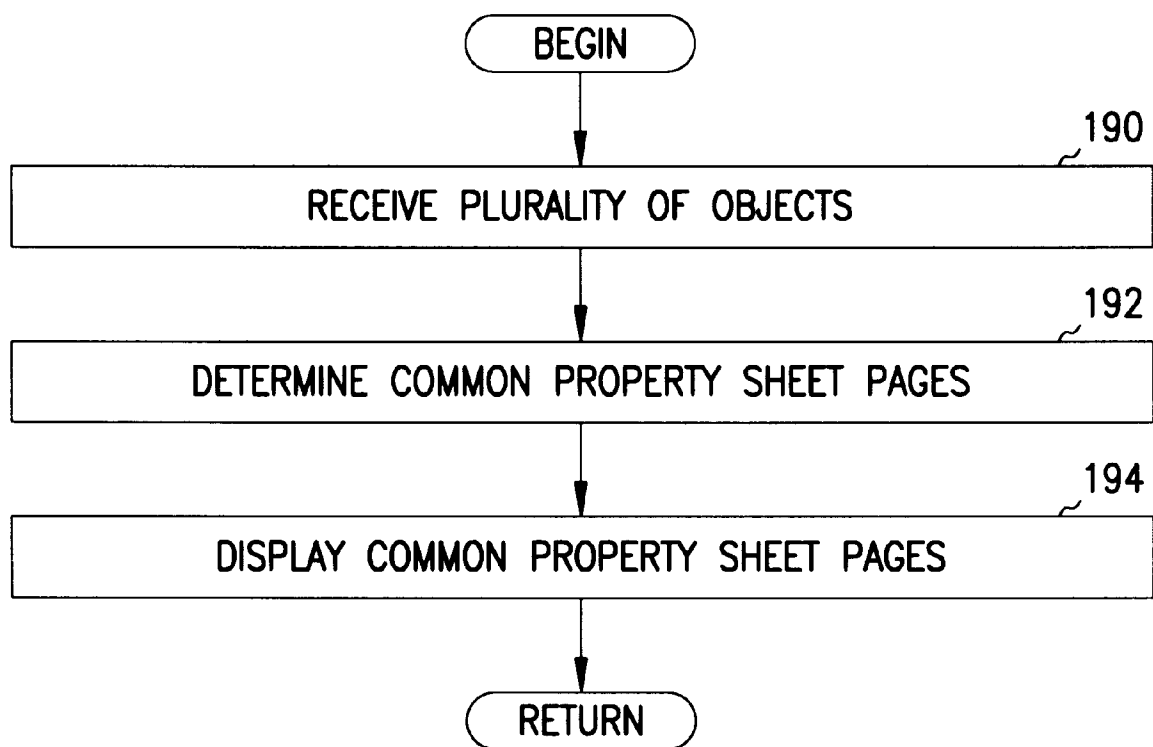 BEGIN
190
RECEIVE PLURALITY OF OBJECTS
192
DETERMINE COMMON PROPERTY SHEET PAGES
194
DISPLAY COMMON PROPERTY SHEET PAGES
RETURN